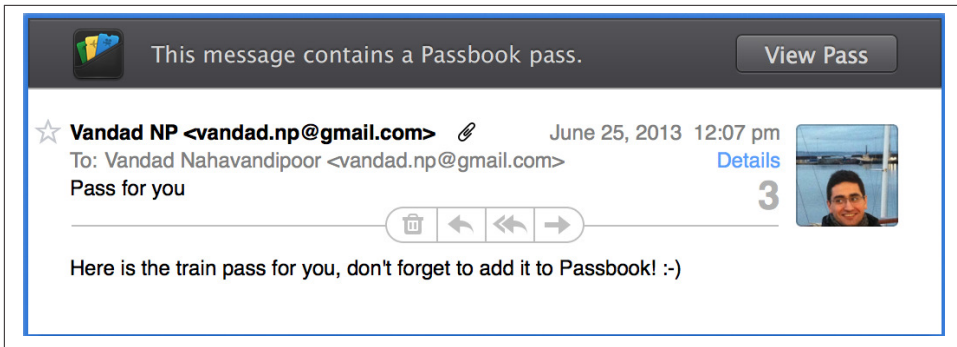 This message contains a Passbook pass.
View Pass
Vandad NP <vandad.np@gmail.com>
June 25, 2013 12:07 pm
To: Vandad Nahavandipoor <vandad.np@gmail.com>
Details
Pass for you
3
Here is the train pass for you, don't forget to add it to Passbook! :-)